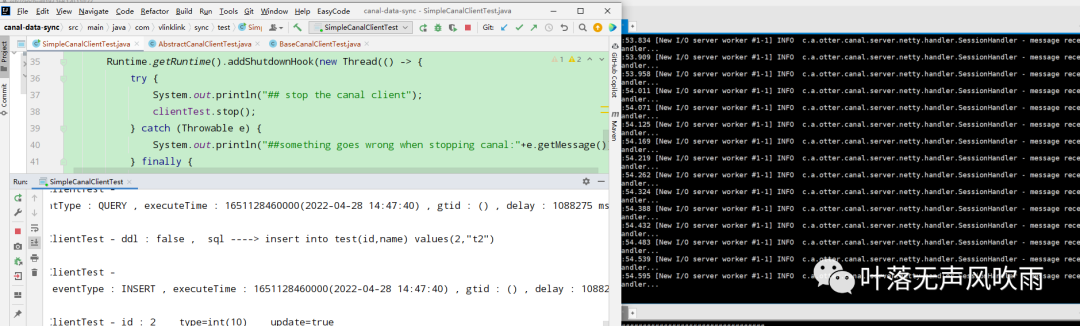 File Edit View Navigate Code Refactor Build Run Tools Git Window Help EasyCode canal-data-sync
canal-data-sync src main java com vlinklink sync test Sim SimpleCanalClientTest Git:
SimpleCanalClientTest.java AbstractCanalClientTest.java BaseCanalClientTest.java
Project
Commit
GitHub Copilot
Maven
1 2
35 Runtime.getRuntime().addShutdownHook(new Thread(() -> {
36 try {
37 System.out.println("## stop the canal client");
38 clientTest.stop();
39 } catch (Throwable e) {
40 System.out.println("##something goes wrong when stopping canal:"+e.getMessage()
41 } finally {
Run: SimpleCanalClientTest
ClientTest -
ntType : QUERY , executeTime : 1651128460000(2022-04-28 14:47:40) , gtid : () , delay : 1088275 ms
ClientTest - ddl : false , sql ----> insert into test(id,name) values(2,"t2")
ClientTest -
eventType : INSERT , executeTime : 1651128460000(2022-04-28 14:47:40) , gtid : () , delay : 10882
ClientTest - id : 2 type=int(10) update=true
:53.834 [New I/O server worker #1-1] INFO c.a.otter.canal.server.netty.handler.SessionHandler - message rece
andler...
:53.909 [New I/O server worker #1-1] INFO c.a.otter.canal.server.netty.handler.SessionHandler - message rece
andler...
:53.958 [New I/O server worker #1-1] INFO c.a.otter.canal.server.netty.handler.SessionHandler - message rece
andler...
:54.011 [New I/O server worker #1-1] INFO c.a.otter.canal.server.netty.handler.SessionHandler - message rece
andler...
:54.071 [New I/O server worker #1-1] INFO c.a.otter.canal.server.netty.handler.SessionHandler - message rece
andler...
:54.125 [New I/O server worker #1-1] INFO c.a.otter.canal.server.netty.handler.SessionHandler - message rece
andler...
:54.169 [New I/O server worker #1-1] INFO c.a.otter.canal.server.netty.handler.SessionHandler - message rece
andler...
:54.219 [New I/O server worker #1-1] INFO c.a.otter.canal.server.netty.handler.SessionHandler - message rece
andler...
:54.262 [New I/O server worker #1-1] INFO c.a.otter.canal.server.netty.handler.SessionHandler - message rece
andler...
:54.324 [New I/O server worker #1-1] INFO c.a.otter.canal.server.netty.handler.SessionHandler - message rece
andler...
:54.388 [New I/O server worker #1-1] INFO c.a.otter.canal.server.netty.handler.SessionHandler - message rece
andler...
:54.432 [New I/O server worker #1-1] INFO c.a.otter.canal.server.netty.handler.SessionHandler - message rece
andler...
:54.483 [New I/O server worker #1-1] INFO c.a.otter.canal.server.netty.handler.SessionHandler - message rece
andler...
:54.539 [New I/O server worker #1-1] INFO c.a.otter.canal.server.netty.handler.SessionHandler - message rece
andler...
:54.595 [New I/O server worker #1-1] INFO c.a.otter.canal.server.netty.handler.SessionHandler - message rece
andler...
叶落无声风吹雨